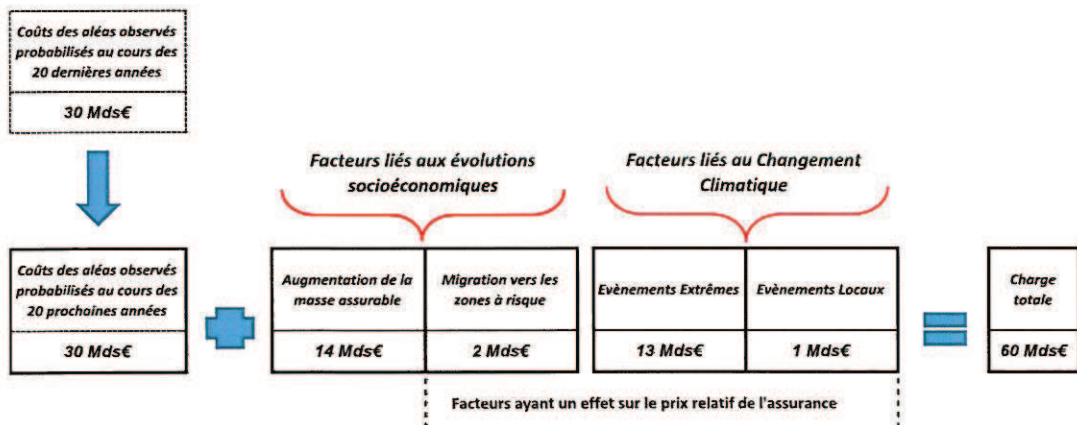 Coûts des aléas observés
probabilisés au cours des
20 dernières années
30 Mds€
Facteurs liés aux évolutions
socioéconomiques
Facteurs liés au Changement
Climatique
Coûts des aléas observés
probabilisés au cours des
20 prochaines années
30 Mds€
Augmentation de la
masse assurable
14 Mds€
Migration vers les
zones à risque
2 Mds€
Evènements Extrêmes
13 Mds€
Evènements Locaux
1 Mds€
Charge
totale
60 Mds€
Facteurs ayant un effet sur le prix relatif de l'assurance